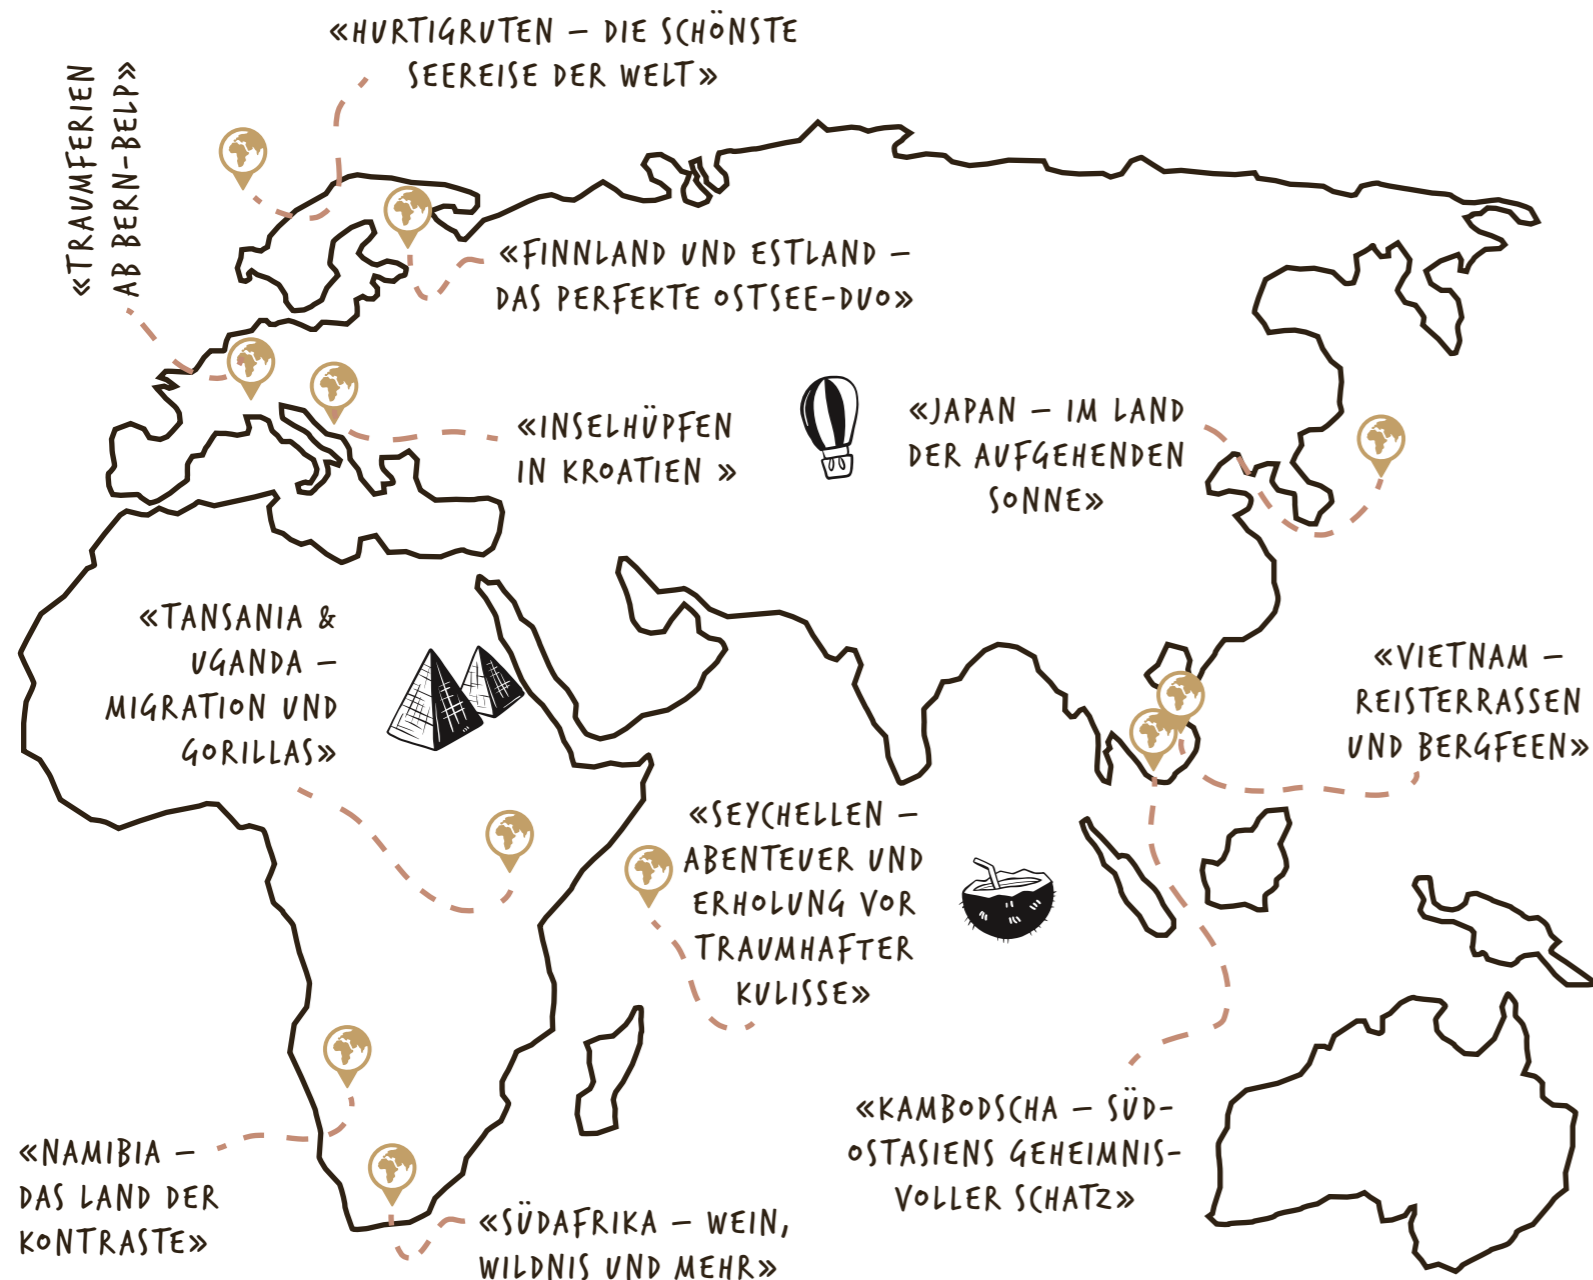 «HURTIGRUTEN – DIE SCHÖNSTE
SEEREISE DER WELT»
«TRAUMFERIEN
AB BERN-BELP»
«FINNLAND UND ESTLAND –
DAS PERFEKTE OSTSEE-DUO»
«INSELHÜPFEN
IN KROATIEN »
«JAPAN – IM LAND
DER AUFGEHENDEN
SONNE»
«TANSANIA &
UGANDA –
MIGRATION UND
GORILLAS»
«VIETNAM –
REISTERRASSEN
UND BERGFEEN»
«SEYCHELLEN –
ABENTEUER UND
ERHOLUNG VOR
TRAUMHAFTER
KULISSE»
«KAMBODSCHA – SÜD-
OSTASIENS GEHEIMNIS-
VOLLER SCHATZ»
«NAMIBIA –
DAS LAND DER
KONTRASTE»
«SÜDAFRIKA – WEIN,
WILDNIS UND MEHR»